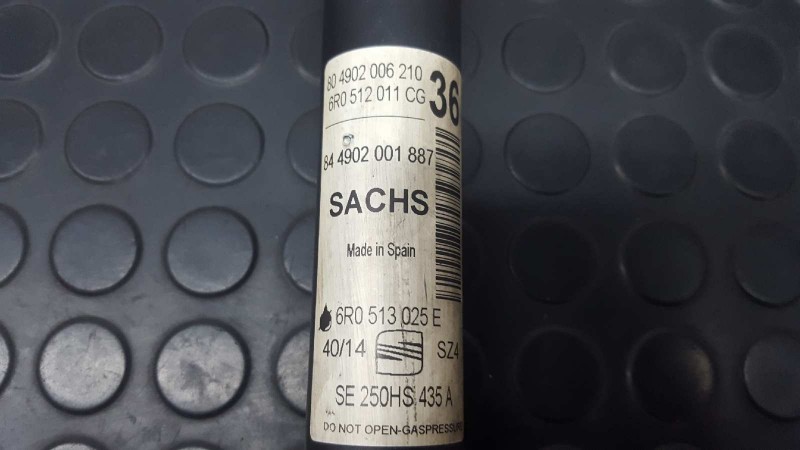 80 4902 006 210
6R0 512 011 CG
36
84 4902 001 887
SACHS
Made in Spain
6R0 513 025 E
40/14 SZ4
SE 250HS 435 A
DO NOT OPEN-GASPRESSURE